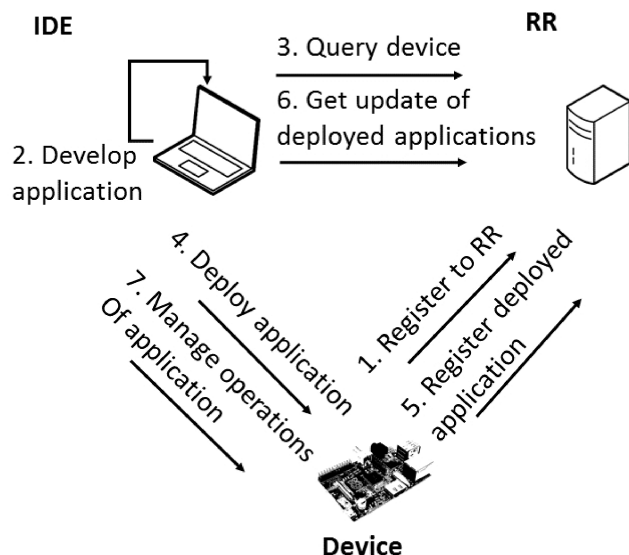 IDE
RR
3. Query device
6. Get update of
deployed applications
2. Develop
application
4. Deploy application
7. Manage operations
Of application
1. Register to RR
5. Register deployed
application
Device